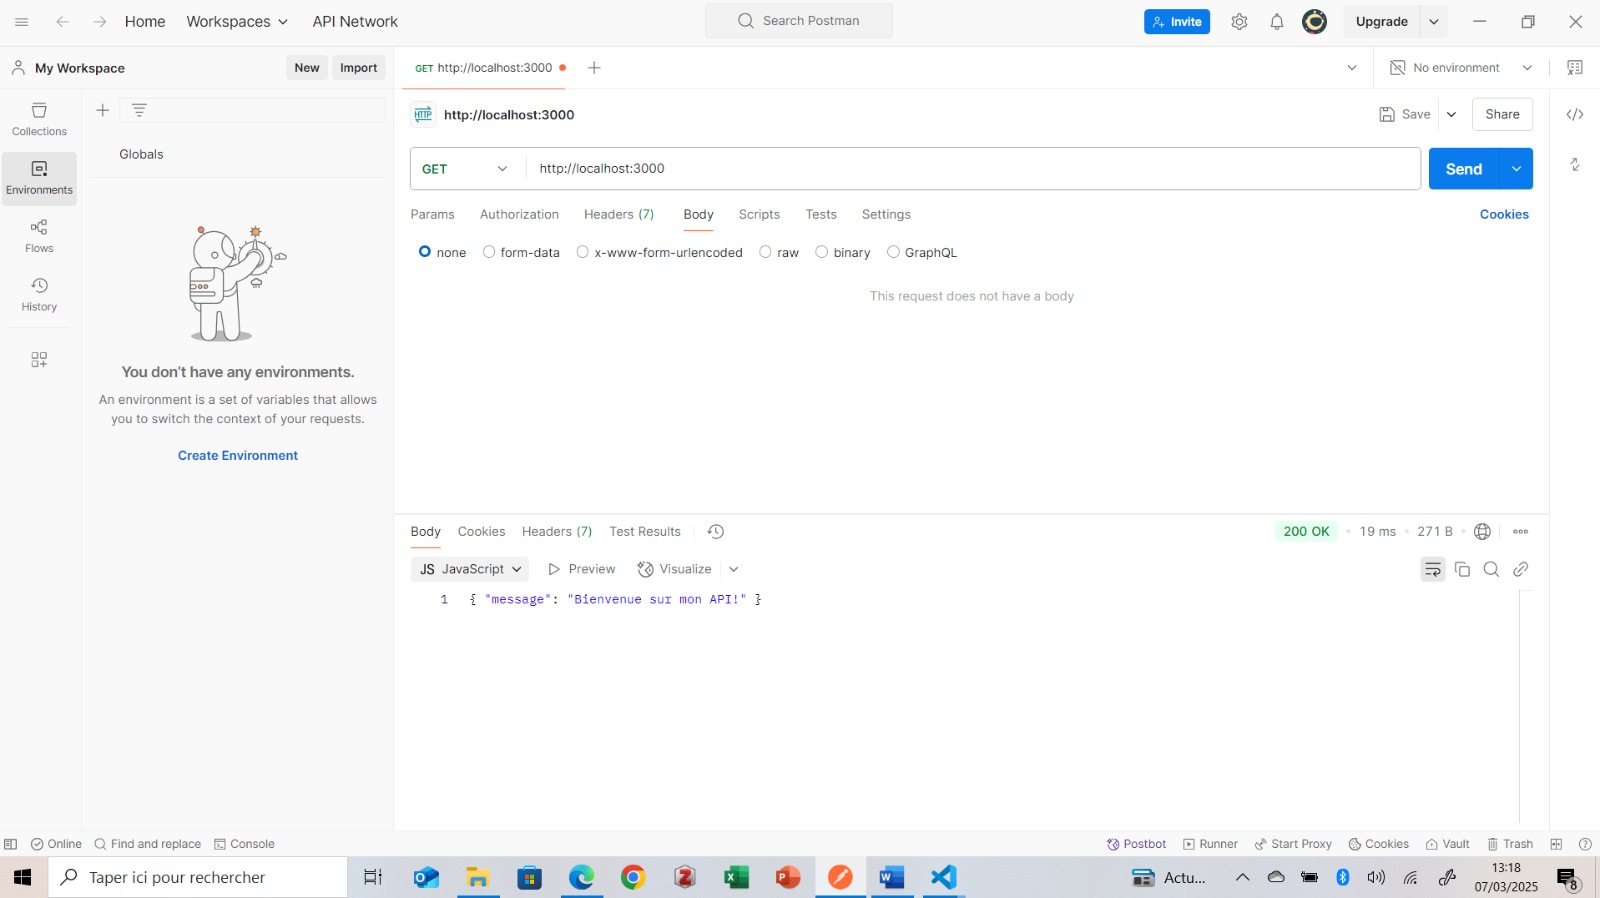 Home
Workspaces
API Network
Search Postman
Invite
Upgrade
My Workspace
New
Import
GET http://localhost:3000
No environment
Collections
Environments
Flows
History
Globals
You don't have any environments.
An environment is a set of variables that allows
you to switch the context of your requests.
Create Environment
HTTP http://localhost:3000
Save
Share
GET
http://localhost:3000
Send
Params
Authorization
Headers (7)
Body
Scripts
Tests
Settings
Cookies
none
form-data
x-www-form-urlencoded
raw
binary
GraphQL
This request does not have a body
Body
Cookies
Headers (7)
Test Results
200 OK
19 ms
271 B
JS JavaScript
Preview
Visualize
1 { "message": "Bienvenue sur mon API!" }
Online
Find and replace
Console
Postbot
Runner
Start Proxy
Cookies
Vault
Trash
Taper ici pour rechercher
Actu...
13:18
07/03/2025
8